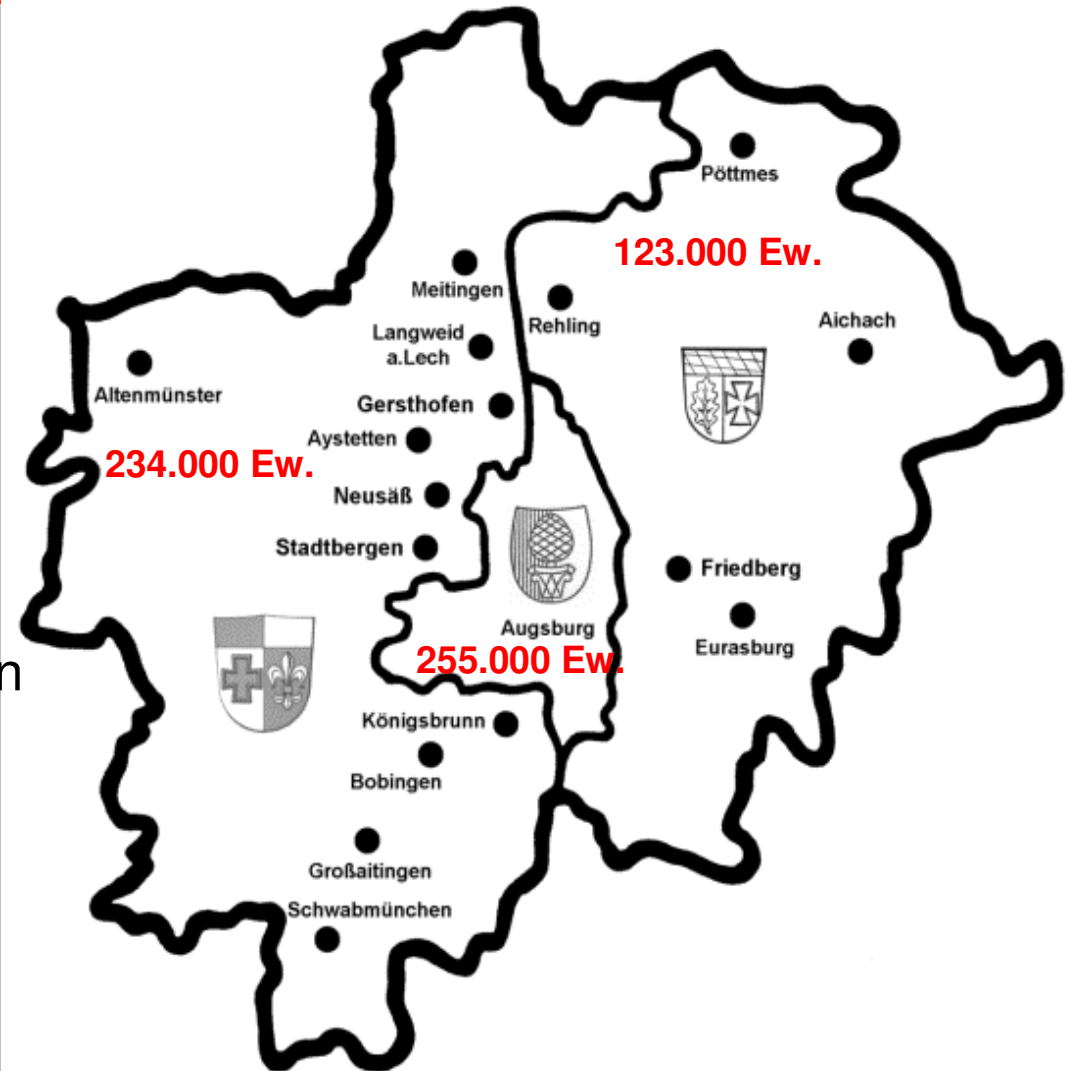 Pöttmes
123.000 Ew.
Meitingen
Rehling
Aichach
Langweid
a.Lech
Altenmünster
Gersthofen
Aystetten
234.000 Ew.
Neusäß
Stadtbergen
Friedberg
Augsburg
Eurasburg
255.000 Ew.
n
Königsbrunn
Bobingen
Großaitingen
Schwabmünchen